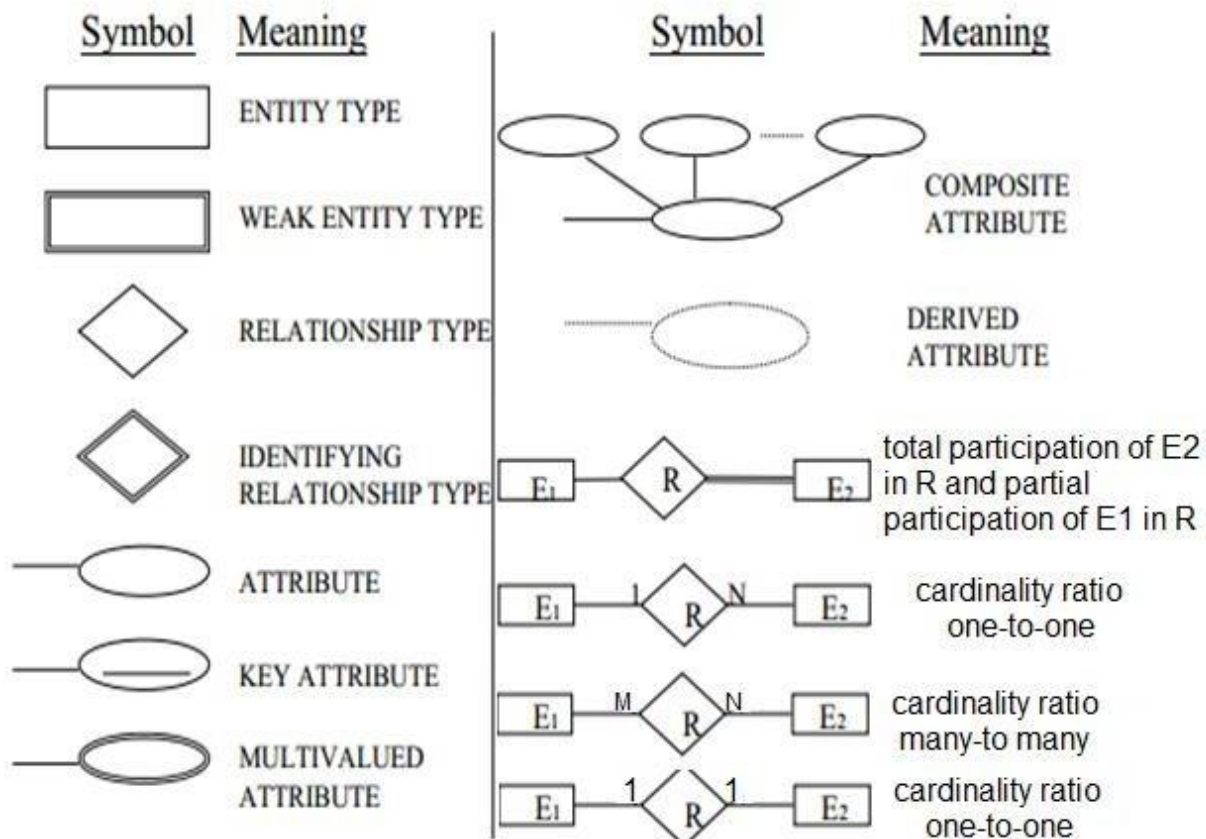 Symbol Meaning
ENTITY TYPE
WEAK ENTITY TYPE
RELATIONSHIP TYPE
IDENTIFYING
RELATIONSHIP TYPE
ATTRIBUTE
KEY ATTRIBUTE
MULTIVALUED
ATTRIBUTE
Symbol Meaning
COMPOSITE
ATTRIBUTE
DERIVED
ATTRIBUTE
E1 R E2
total participation of E2
in R and partial
participation of E1 in R
E1 1 R N E2
cardinality ratio
one-to-one
E1 M R N E2
cardinality ratio
many-to many
E1 1 R 1 E2
cardinality ratio
one-to-one